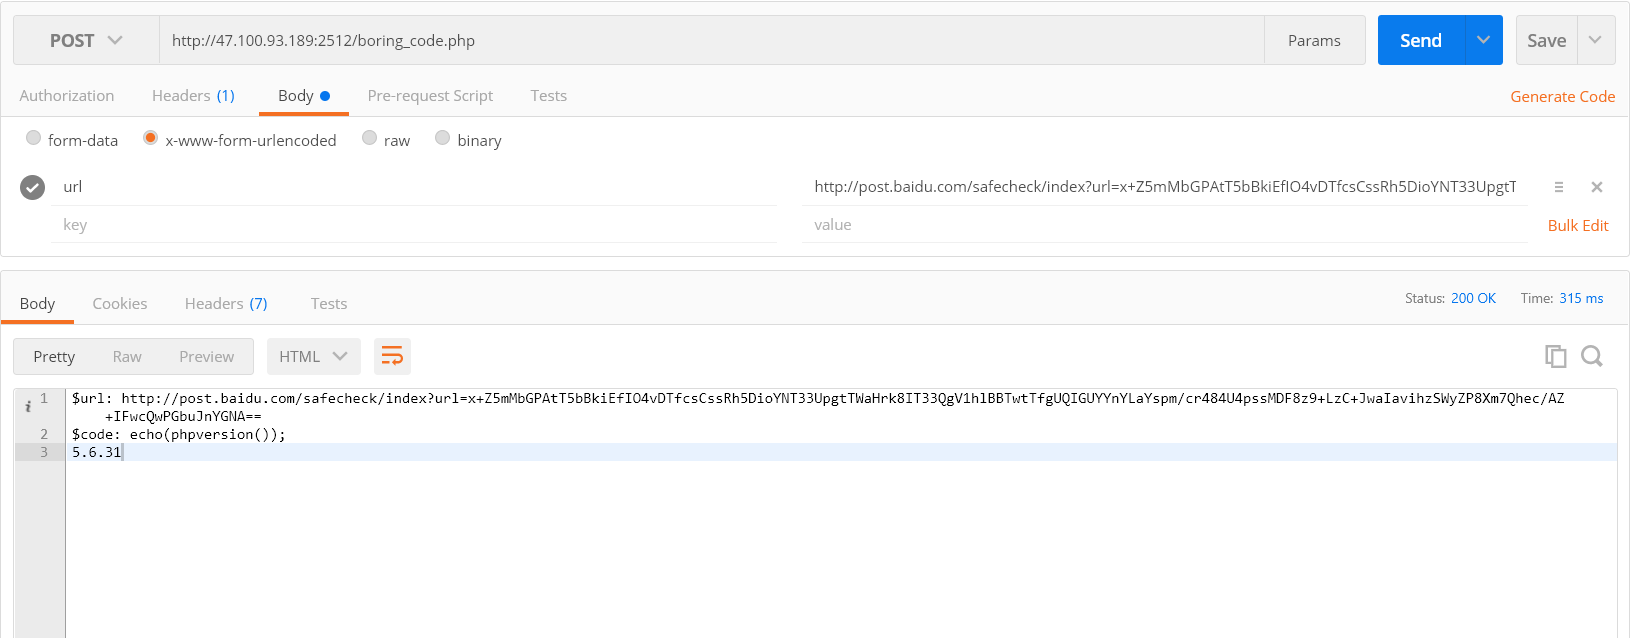 POST
http://47.100.93.189:2512/boring_code.php
Params
Send
Save
Authorization
Headers (1)
Body
Pre-request Script
Tests
Generate Code
form-data
x-www-form-urlencoded
raw
binary
url
http://post.baidu.com/safecheck/index?url=x+Z5mMbGPAtT5bBkiEfIO4vDTfcsCssRh5DioYNT33UpgtT
key
value
Bulk Edit
Body
Cookies
Headers (7)
Tests
Status: 200 OK
Time: 315 ms
Pretty
Raw
Preview
HTML
i 1 $url: http://post.baidu.com/safecheck/index?url=x+Z5mMbGPAtT5bBkiEfIO4vDTfcsCssRh5DioYNT33UpgtTWaHrk8IT33QgV1hlBBTwtTfgUQIGUYYnYLaYspm/cr484U4pssMDF8z9+LzC+JwaIavihzSWyZP8Xm7Qhec/AZ
+IFwcQwPGbuJnYGNA==
2 $code: echo(phpversion());
3 5.6.31